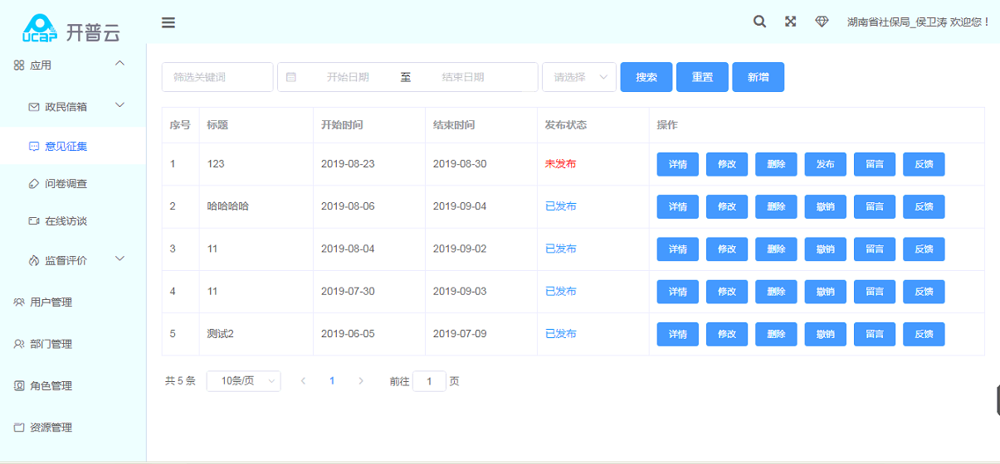 ucap 开普云
湖南省社保局_侯卫涛 欢迎您！
应用
政民信箱
意见征集
问卷调查
在线访谈
监督评价
用户管理
部门管理
角色管理
资源管理
筛选关键词 开始日期 至 结束日期 请选择 搜索 重置 新增
序号 标题 开始时间 结束时间 发布状态 操作
1 123 2019-08-23 2019-08-30 未发布 详情 修改 删除 发布 留言 反馈
2 哈哈哈哈 2019-08-06 2019-09-04 已发布 详情 修改 删除 撤销 留言 反馈
3 11 2019-08-04 2019-09-02 已发布 详情 修改 删除 撤销 留言 反馈
4 11 2019-07-30 2019-09-03 已发布 详情 修改 删除 撤销 留言 反馈
5 测试2 2019-06-05 2019-07-09 已发布 详情 修改 删除 撤销 留言 反馈
共 5 条 10条/页 1 前往 1 页